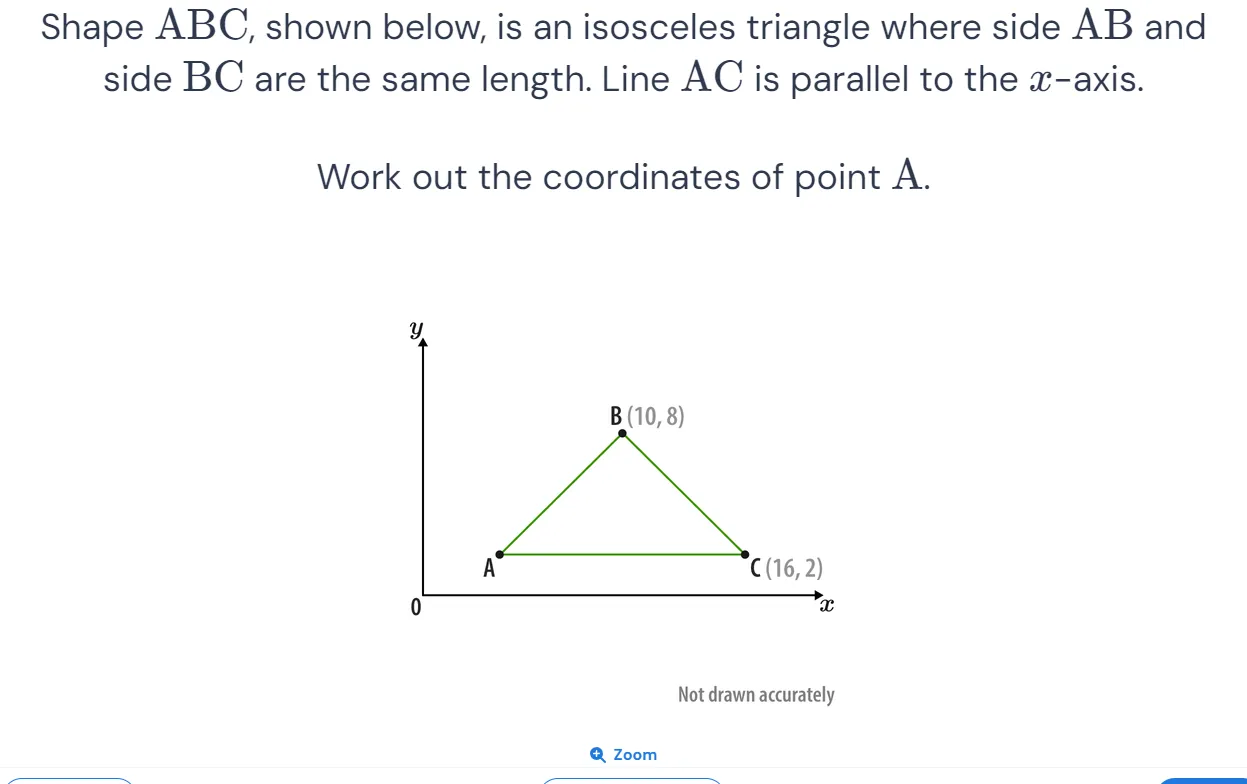 Shape ABC, shown below, is an isosceles triangle where side AB and
side BC are the same length. Line AC is parallel to the x-axis.
Work out the coordinates of point A.
y
B (10, 8)
A
C (16, 2)
0
x
Not drawn accurately
Zoom